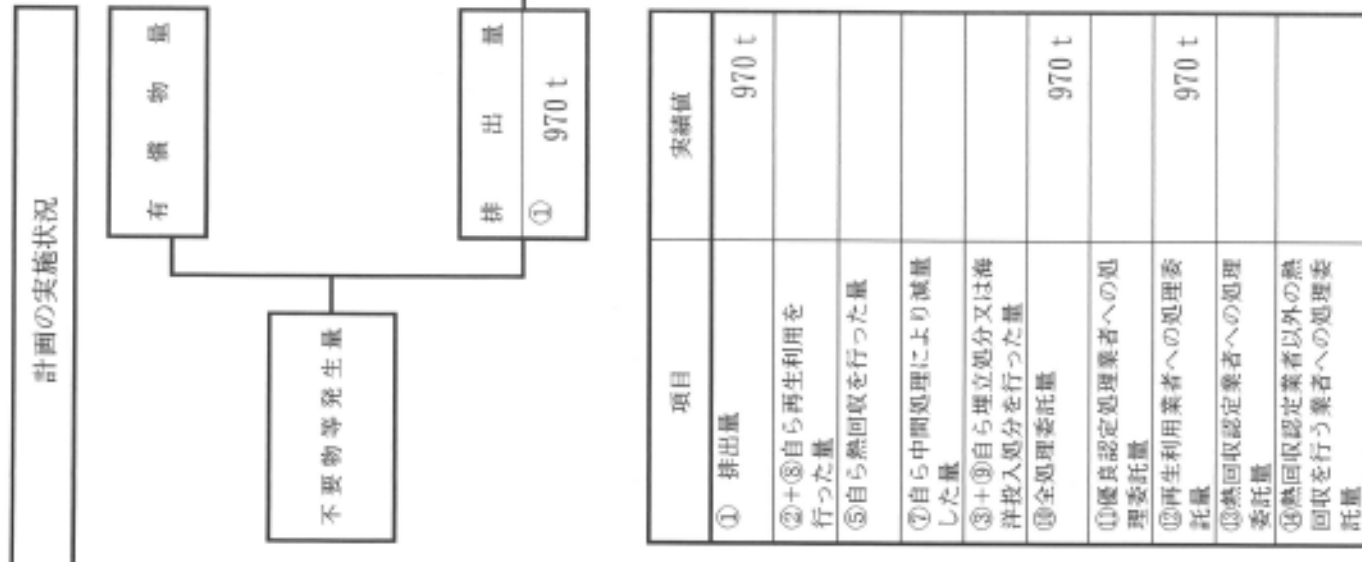 計画の実施状況
有償物量
不要物等発生量
排出量
① 970 t
項目 実績値
① 排出量 970 t
②+⑧自ら再生利用を
行った量
⑤自ら熱回収を行った量
⑦自ら中間処理により減量
した量
③+⑨自ら埋立処分又は海
洋投入処分を行った量
⑩全処理委託量 970 t
⑪優良認定処理業者への処
理委託量
⑫再生利用業者への処理委
託量 970 t
⑬熱回収認定業者への処理
委託量
⑭熱回収認定業者以外の熱
回収を行う業者への処理委
託量